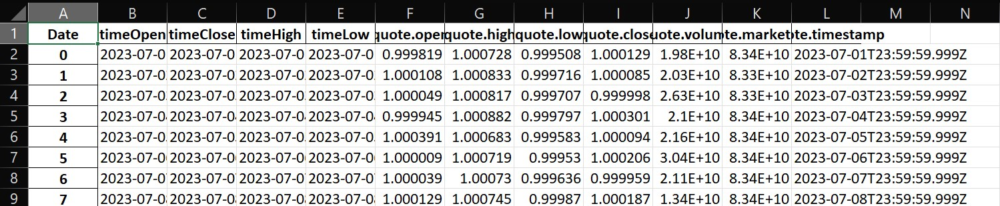 A B C D E F G H I J K L M N
1 Date timeOpen timeClose timeHigh timeLow quote.open quote.high quote.low quote.close uote.volum te.market te.timestamp
2 0 2023-07-0 2023-07-0 2023-07-0 2023-07-0 0.999819 1.000728 0.999508 1.000129 1.98E+10 8.34E+10 2023-07-01T23:59:59.999Z
3 1 2023-07-0 2023-07-0 2023-07-0 2023-07-0 1.000108 1.000833 0.999716 1.000085 2.03E+10 8.33E+10 2023-07-02T23:59:59.999Z
4 2 2023-07-0 2023-07-0 2023-07-0 2023-07-0 1.000049 1.000817 0.999707 0.999998 2.63E+10 8.33E+10 2023-07-03T23:59:59.999Z
5 3 2023-07-0 2023-07-0 2023-07-0 2023-07-0 0.999945 1.000882 0.999797 1.000301 2.1E+10 8.34E+10 2023-07-04T23:59:59.999Z
6 4 2023-07-0 2023-07-0 2023-07-0 2023-07-0 1.000391 1.000683 0.999583 1.000094 2.16E+10 8.34E+10 2023-07-05T23:59:59.999Z
7 5 2023-07-0 2023-07-0 2023-07-0 2023-07-0 1.000009 1.000719 0.99953 1.000206 3.04E+10 8.34E+10 2023-07-06T23:59:59.999Z
8 6 2023-07-0 2023-07-0 2023-07-0 2023-07-0 1.000039 1.00073 0.999636 0.999959 2.11E+10 8.34E+10 2023-07-07T23:59:59.999Z
9 7 2023-07-0 2023-07-0 2023-07-0 2023-07-0 1.000129 1.000745 0.99987 1.000187 1.34E+10 8.34E+10 2023-07-08T23:59:59.999Z